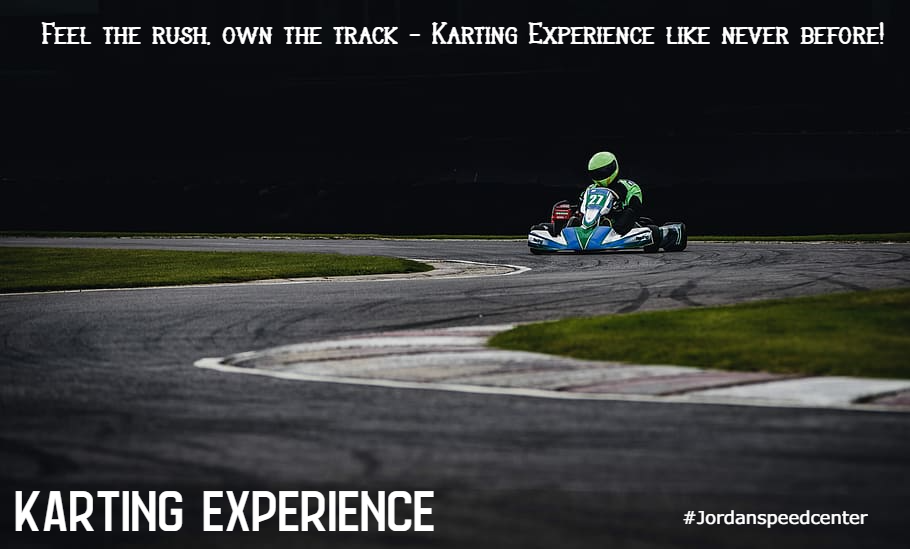 Feel the rush, own the track - Karting Experience like never before!
27
KARTING EXPERIENCE
#Jordanspeedcenter